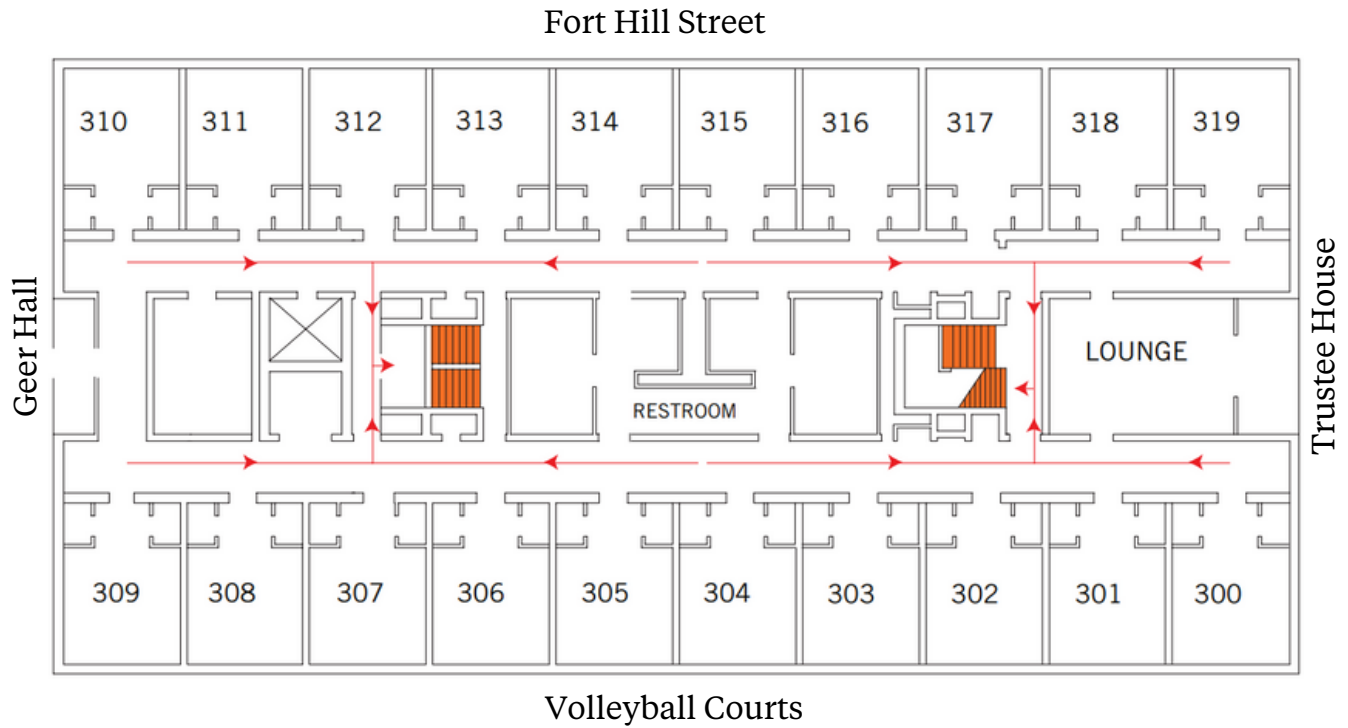 Fort Hill Street
310 311 312 313 314 315 316 317 318 319
Geer Hall
LOUNGE
RESTROOM
Trustee House
309 308 307 306 305 304 303 302 301 300
Volleyball Courts